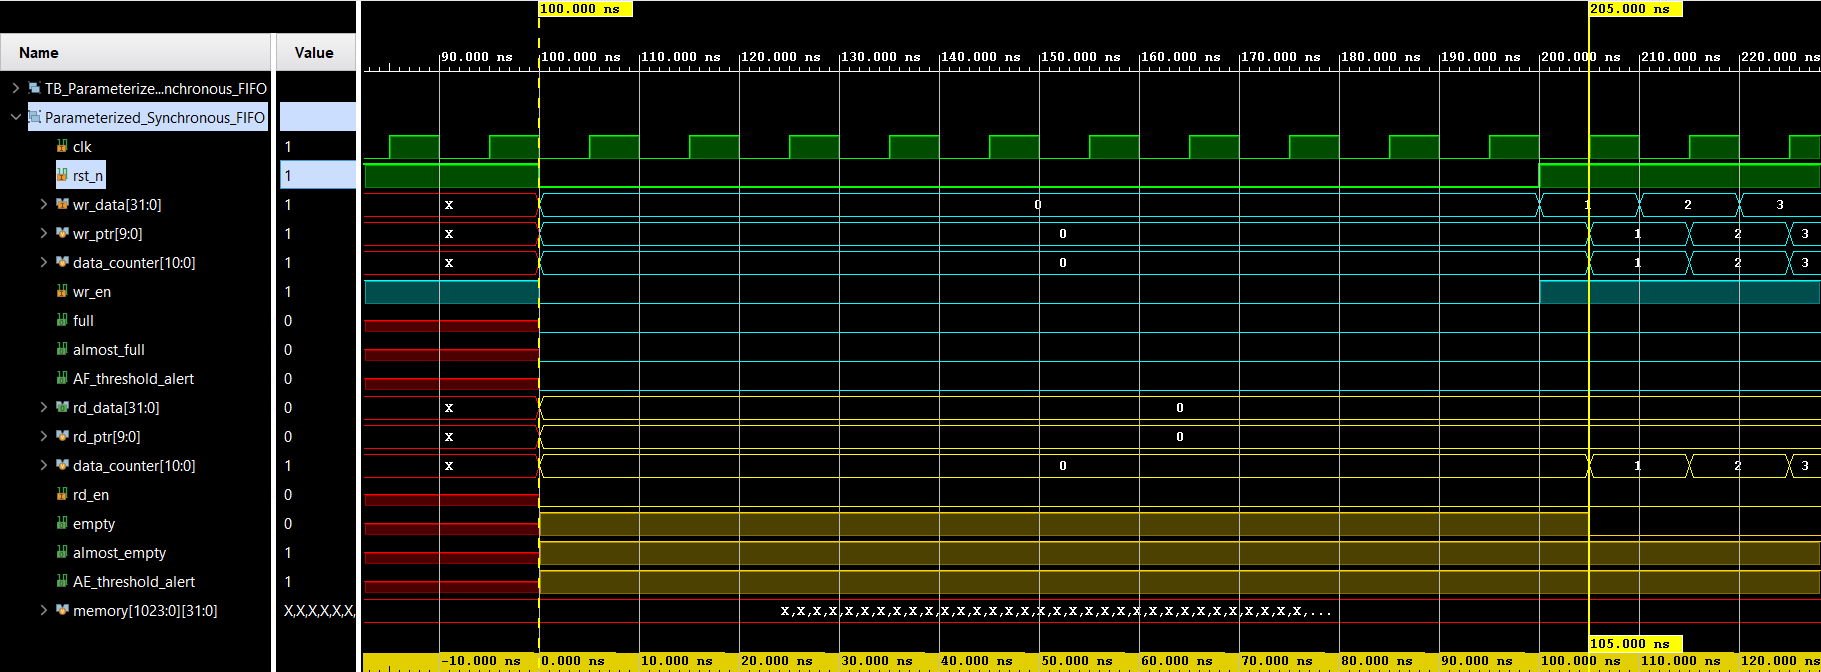 100.000 ns 205.000 ns
Name Value
90.000 ns 100.000 ns 110.000 ns 120.000 ns 130.000 ns 140.000 ns 150.000 ns 160.000 ns 170.000 ns 180.000 ns 190.000 ns 200.000 ns 210.000 ns 220.000 ns
TB_Parameterize...nchronous_FIFO
Parameterized_Synchronous_FIFO
clk 1
rst_n 1
wr_data[31:0] 1 X 0 1 2 3
wr_ptr[9:0] 1 X 0 1 2 3
data_counter[10:0] 1 X 0 1 2 3
wr_en 1
full 0
almost_full 0
AF_threshold_alert 0
rd_data[31:0] 0 X 0
rd_ptr[9:0] 0 X 0
data_counter[10:0] 1 X 0 1 2 3
rd_en 0
empty 0
almost_empty 1
AE_threshold_alert 1
memory[1023:0][31:0] X,X,X,X,X,X, X,X,X,X,X,X,X,X,X,X,X,X,X,X,X,X,X,X,X,X,X,X,X,X,X,X,X,...
105.000 ns
-10.000 ns 0.000 ns 10.000 ns 20.000 ns 30.000 ns 40.000 ns 50.000 ns 60.000 ns 70.000 ns 80.000 ns 90.000 ns 100.000 ns 110.000 ns 120.000 ns